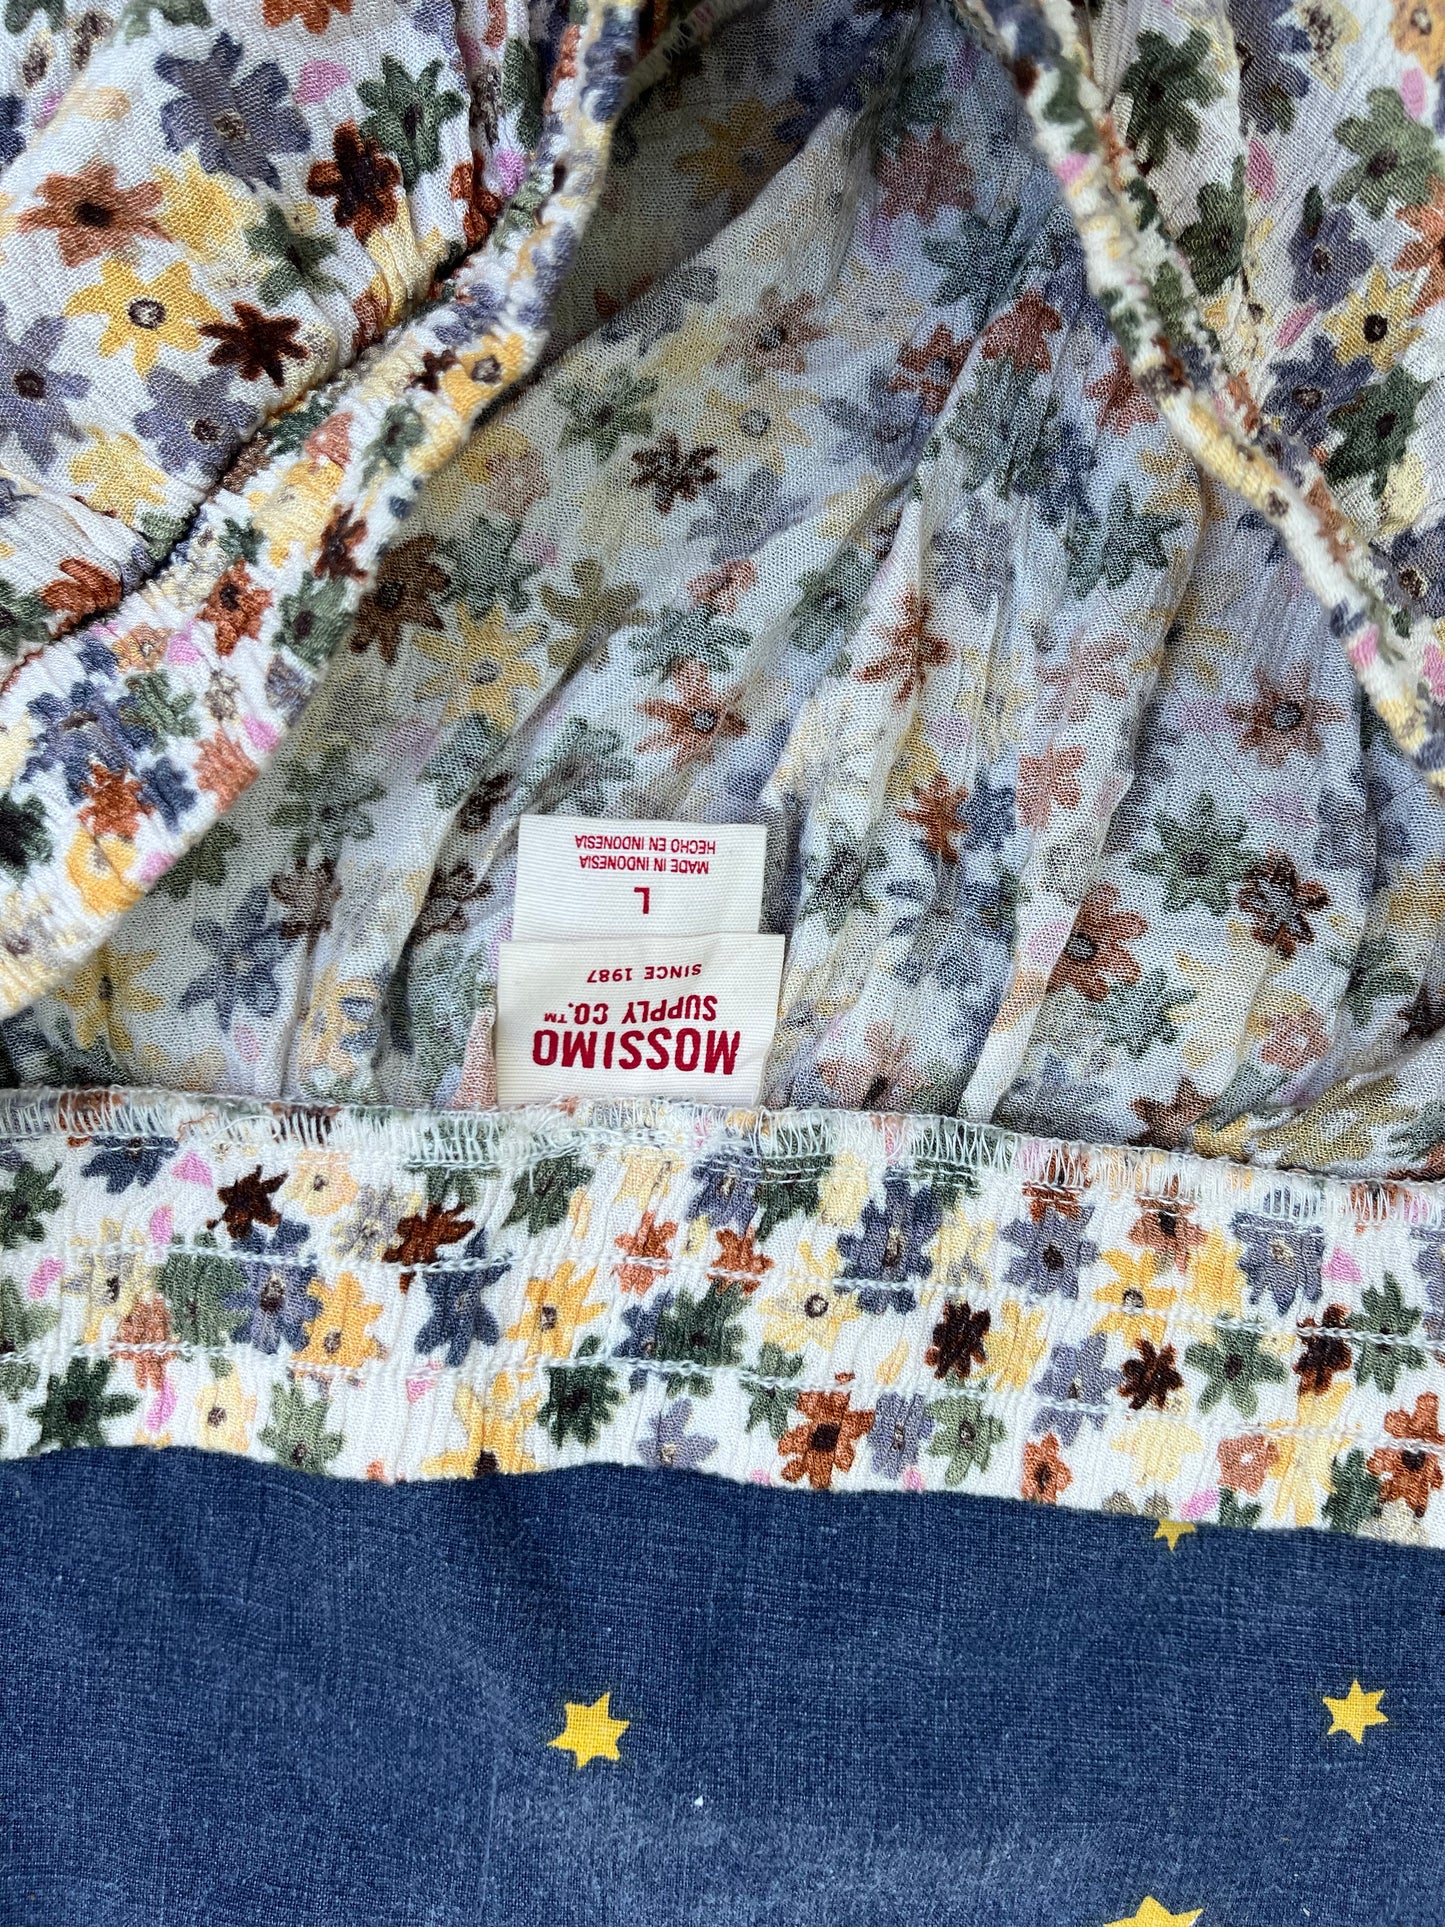 MOSSIMO
SUPPLY CO.™
SINCE 1987
L
MADE IN INDONESIA
HECHO EN INDONESIA